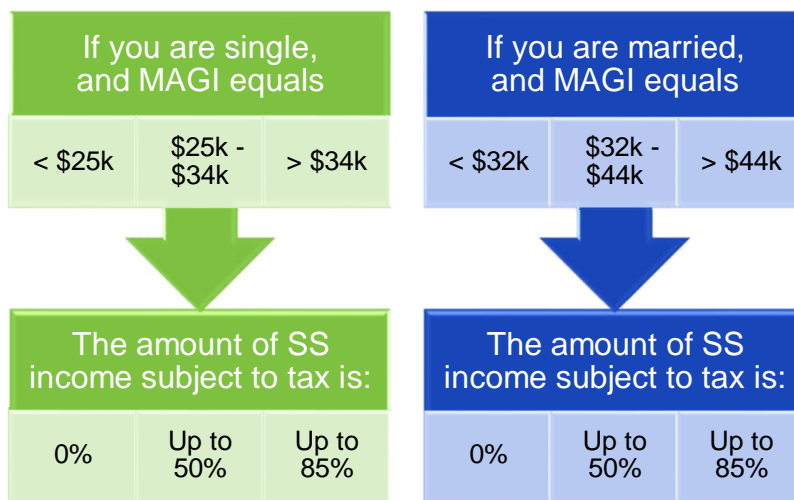 If you are single,
and MAGI equals
< $25k
$25k -
$34k
> $34k
The amount of SS
income subject to tax is:
0%
Up to
50%
Up to
85%
If you are married,
and MAGI equals
< $32k
$32k -
$44k
> $44k
The amount of SS
income subject to tax is:
0%
Up to
50%
Up to
85%